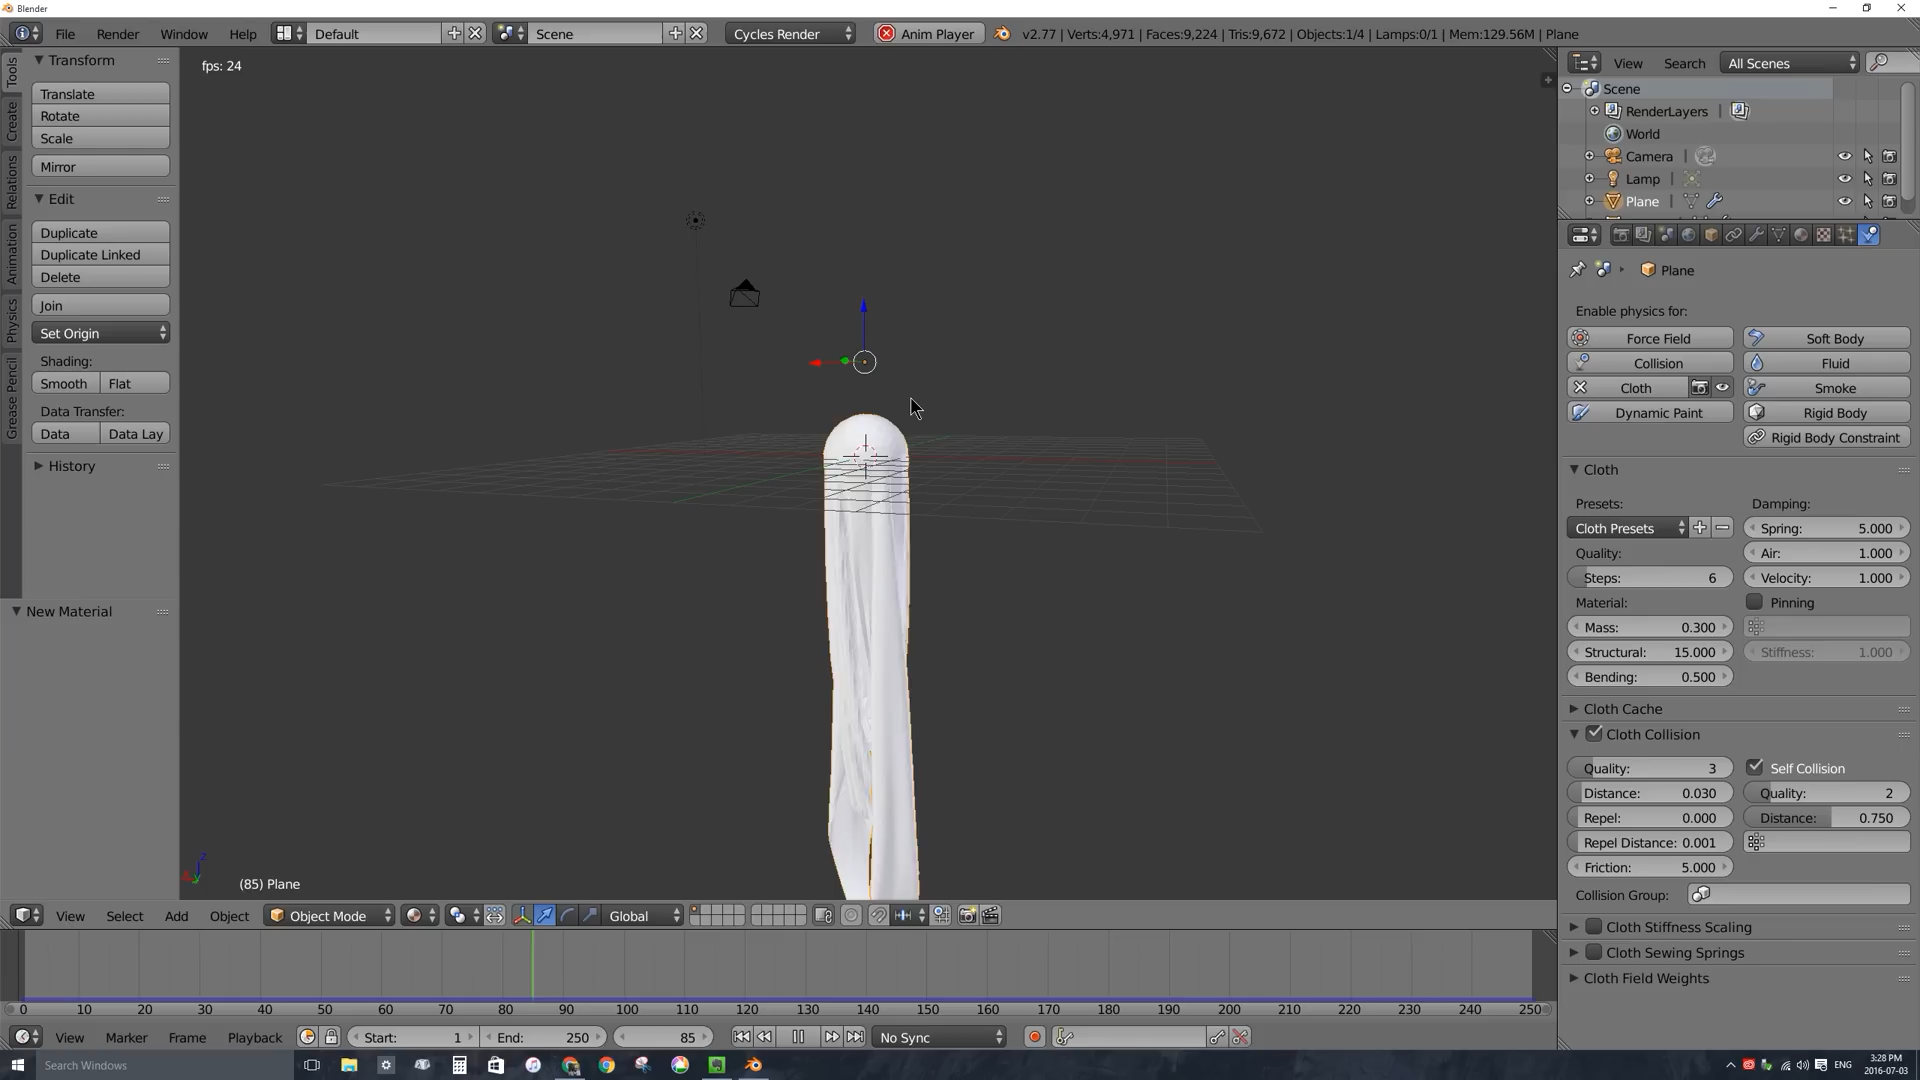 Blender
File Render Window Help Default Scene Cycles Render Anim Player v2.77 | Verts:4,971 | Faces:9,224 | Tris:9,672 | Objects:1/4 | Lamps:0/1 | Mem:129.56M | Plane
fps: 24
Tools
Create
Relations
Animation
Physics
Grease Pencil
Transform
Translate
Rotate
Scale
Mirror
Edit
Duplicate
Duplicate Linked
Delete
Join
Set Origin
Shading:
Smooth Flat
Data Transfer:
Data Data Lay
History
New Material
(85) Plane
View Search All Scenes
Scene
RenderLayers |
World
Camera |
Lamp |
Plane |
Plane
Enable physics for:
Force Field Soft Body
Collision Fluid
Cloth Smoke
Dynamic Paint Rigid Body
Rigid Body Constraint
Cloth
Presets: Damping:
Cloth Presets Spring: 5.000
Quality: Air: 1.000
Steps: 6 Velocity: 1.000
Material: Pinning
Mass: 0.300
Structural: 15.000 Stiffness: 1.000
Bending: 0.500
Cloth Cache
Cloth Collision
Quality: 3 Self Collision
Distance: 0.030 Quality: 2
Repel: 0.000 Distance: 0.750
Repel Distance: 0.001
Friction: 5.000
Collision Group:
Cloth Stiffness Scaling
Cloth Sewing Springs
Cloth Field Weights
View Select Add Object Object Mode Global
0 10 20 30 40 50 60 70 80 90 100 110 120 130 140 150 160 170 180 190 200 210 220 230 240 250
View Marker Frame Playback Start: 1 End: 250 85 No Sync
Search Windows
ENG
3:28 PM
2016-07-03